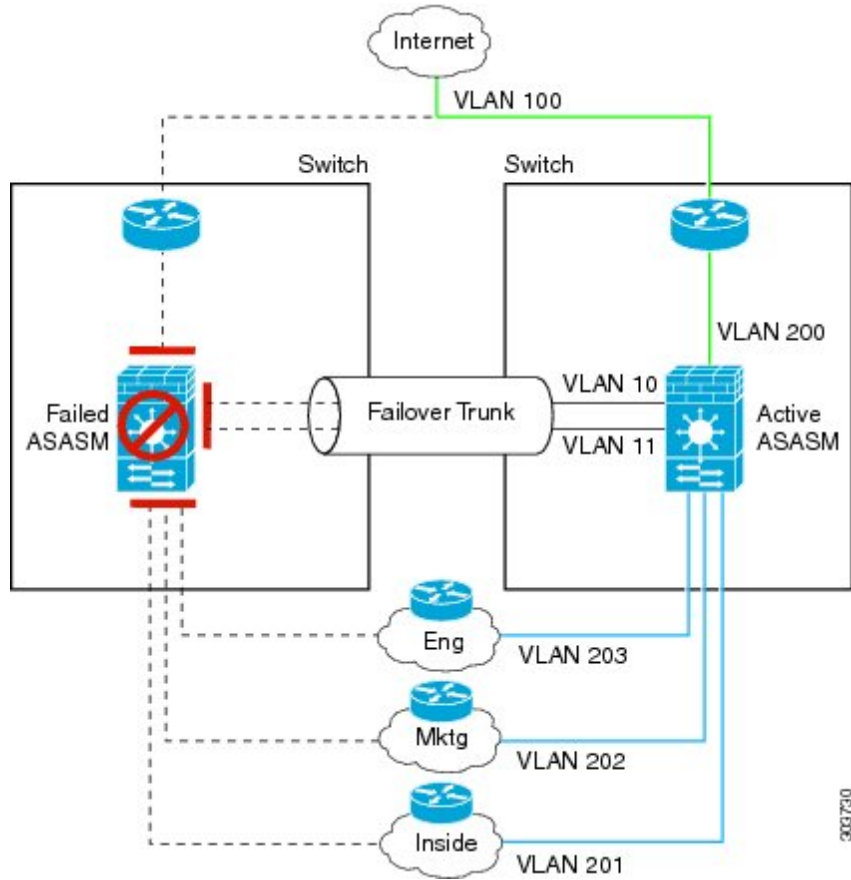 Internet
VLAN 100
Switch
Switch
VLAN 200
VLAN 10
Failover Trunk
VLAN 11
Failed
ASASM
Active
ASASM
Eng
VLAN 203
Mktg
VLAN 202
Inside
VLAN 201
303730